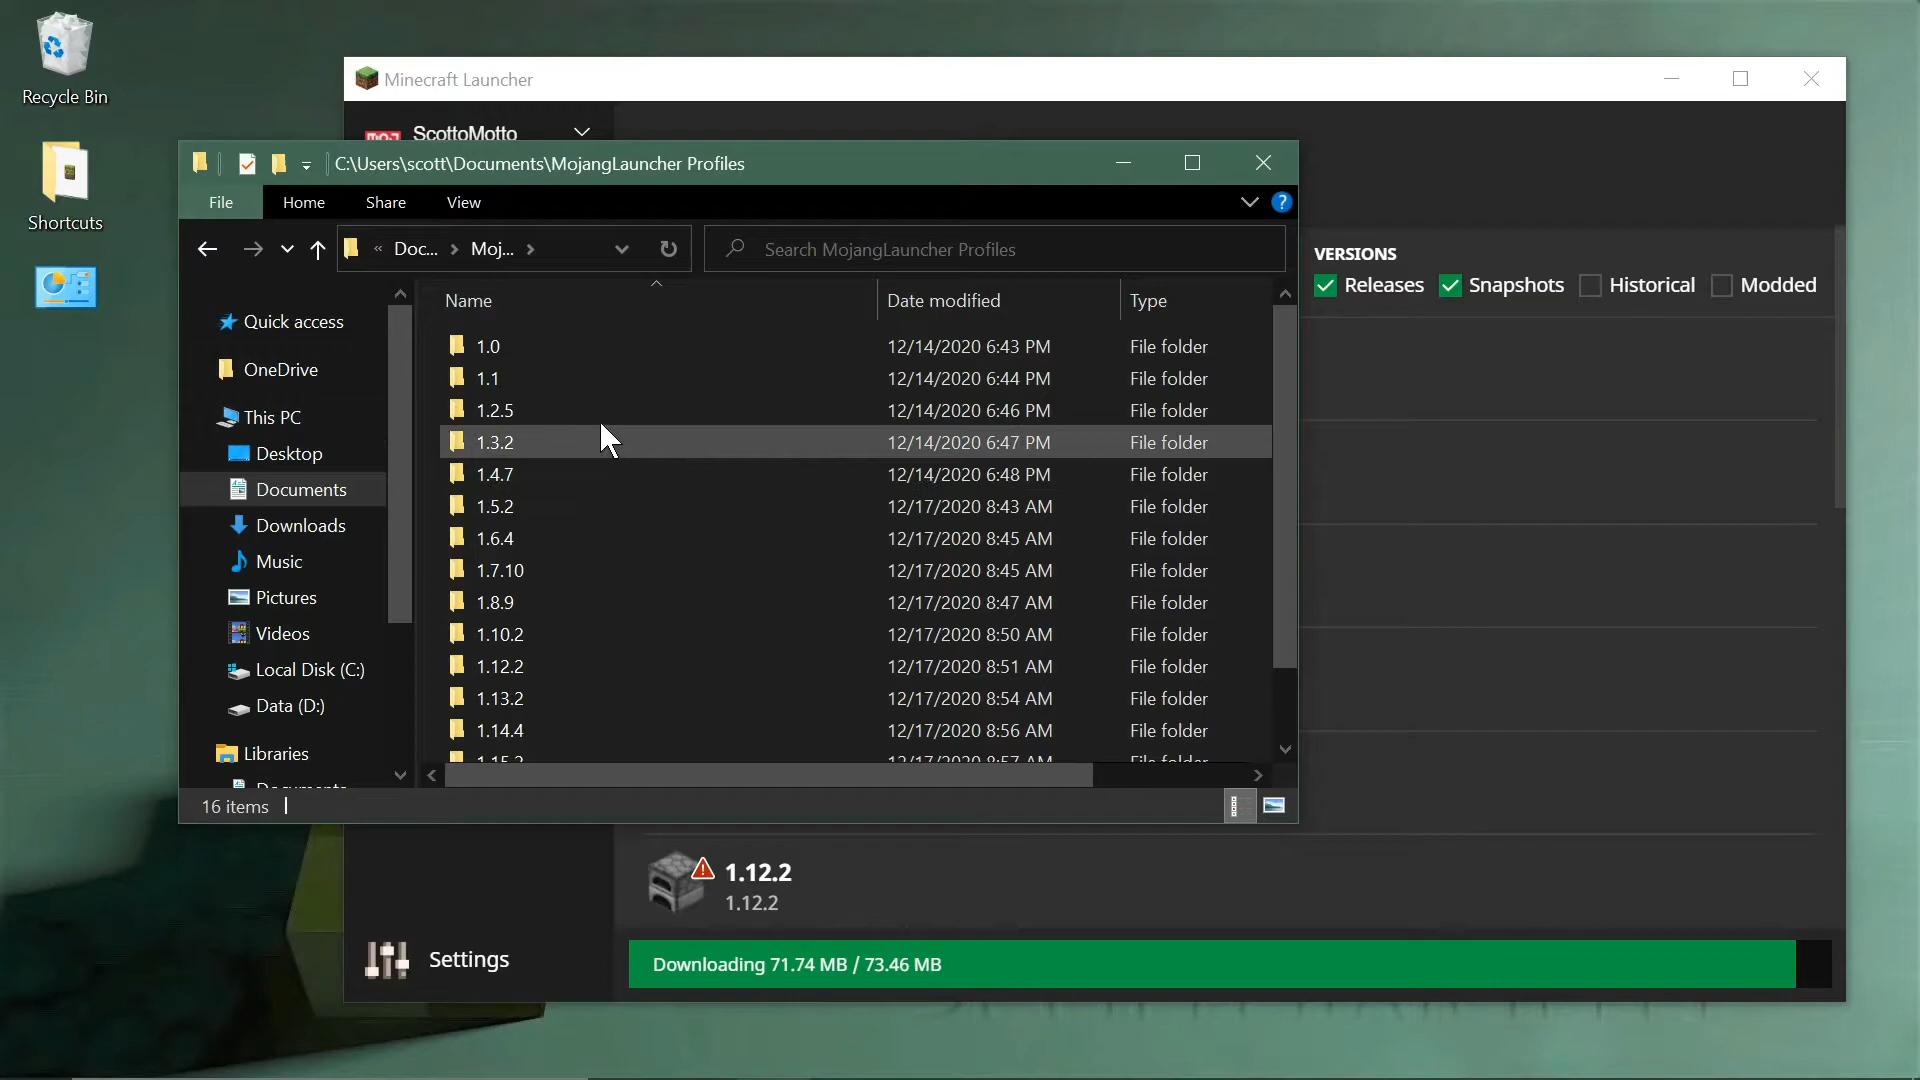 Recycle Bin
Shortcuts
Minecraft Launcher
ScottoMotto
C:\Users\scott\Documents\MojangLauncher Profiles
File Home Share View
« Doc... Moj...
Search MojangLauncher Profiles
Name Date modified Type
Quick access
OneDrive
This PC
Desktop
Documents
Downloads
Music
Pictures
Videos
Local Disk (C:)
Data (D:)
Libraries
Documents
1.0 12/14/2020 6:43 PM File folder
1.1 12/14/2020 6:44 PM File folder
1.2.5 12/14/2020 6:46 PM File folder
1.3.2 12/14/2020 6:47 PM File folder
1.4.7 12/14/2020 6:48 PM File folder
1.5.2 12/17/2020 8:43 AM File folder
1.6.4 12/17/2020 8:45 AM File folder
1.7.10 12/17/2020 8:45 AM File folder
1.8.9 12/17/2020 8:47 AM File folder
1.10.2 12/17/2020 8:50 AM File folder
1.12.2 12/17/2020 8:51 AM File folder
1.13.2 12/17/2020 8:54 AM File folder
1.14.4 12/17/2020 8:56 AM File folder
1.15.2 12/17/2020 8:57 AM File folder
16 items
VERSIONS
Releases Snapshots Historical Modded
1.12.2
1.12.2
Settings
Downloading 71.74 MB / 73.46 MB